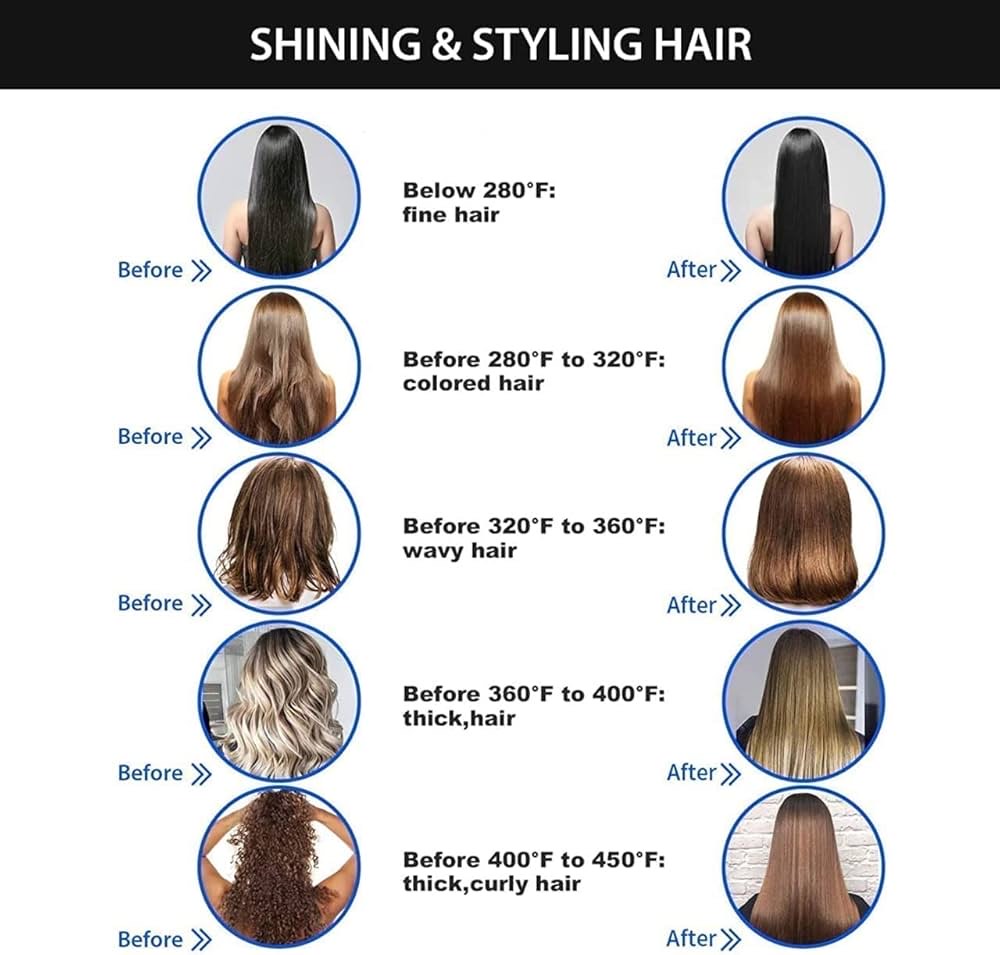 SHINING & STYLING HAIR
Below 280°F:
fine hair
Before
After
Before 280°F to 320°F:
colored hair
Before
After
Before 320°F to 360°F:
wavy hair
Before
After
Before 360°F to 400°F:
thick,hair
Before
After
Before 400°F to 450°F:
thick,curly hair
Before
After